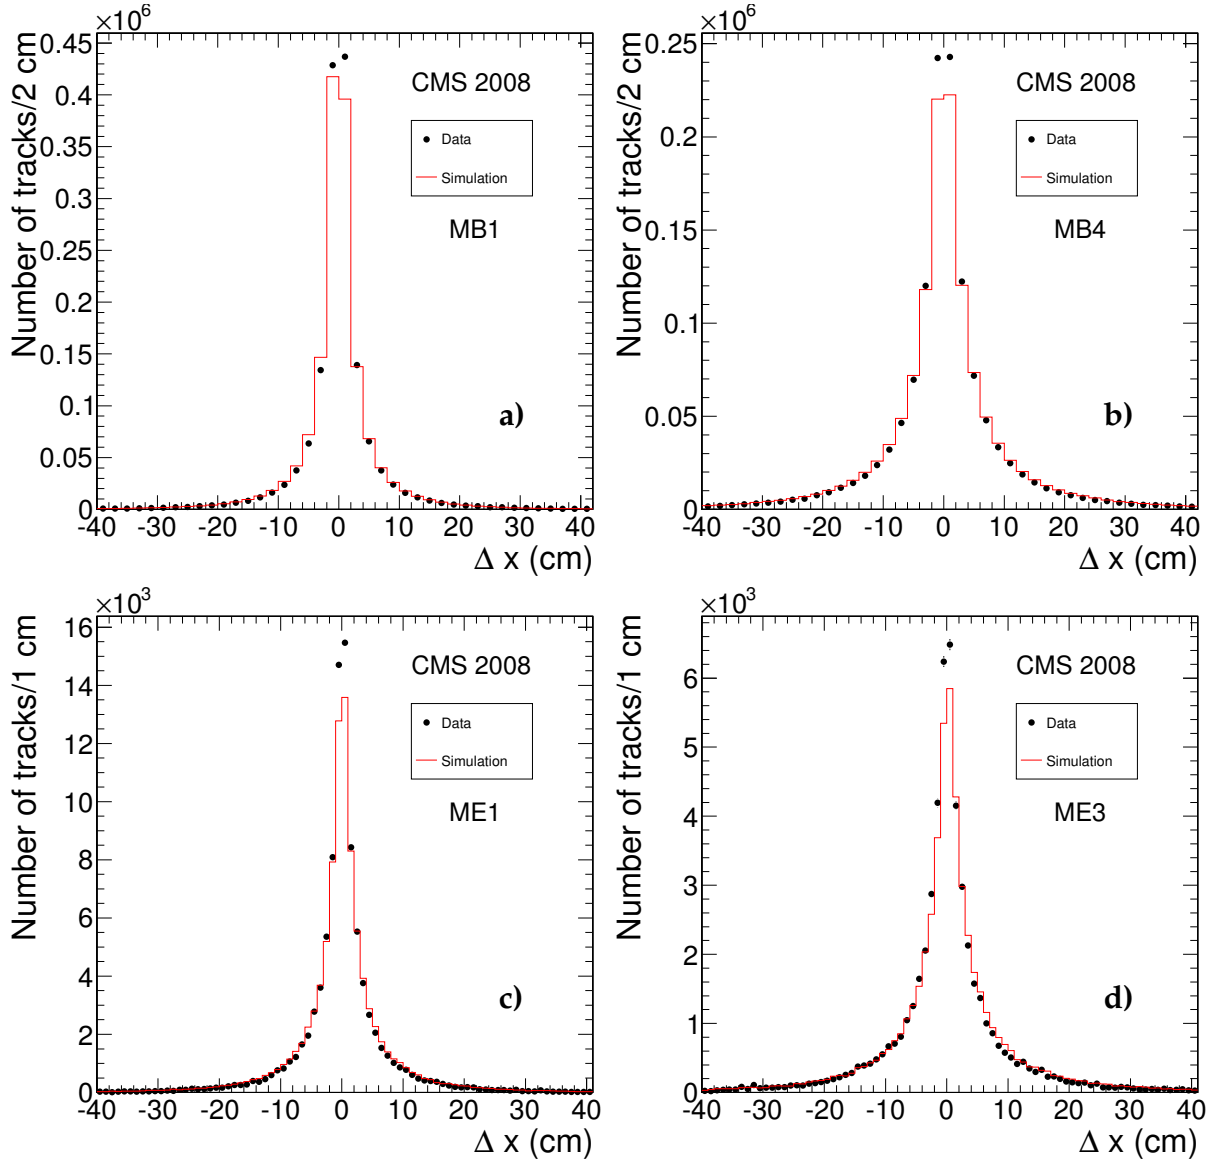 ×10⁶
Number of tracks/2 cm
0.45
0.4
0.35
0.3
0.25
0.2
0.15
0.1
0.05
0
CMS 2008
Data
Simulation
MB1
a)
-40 -30 -20 -10 0 10 20 30 40
Δ x (cm)
×10⁶
Number of tracks/2 cm
0.25
0.2
0.15
0.1
0.05
0
CMS 2008
Data
Simulation
MB4
b)
-40 -30 -20 -10 0 10 20 30 40
Δ x (cm)
×10³
Number of tracks/1 cm
16
14
12
10
8
6
4
2
0
CMS 2008
Data
Simulation
ME1
c)
-40 -30 -20 -10 0 10 20 30 40
Δ x (cm)
×10³
Number of tracks/1 cm
6
5
4
3
2
1
0
CMS 2008
Data
Simulation
ME3
d)
-40 -30 -20 -10 0 10 20 30 40
Δ x (cm)